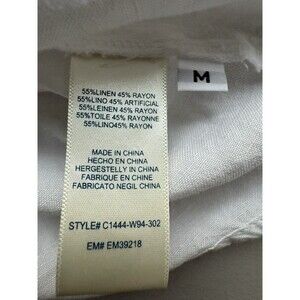 M
55%LINEN 45% RAYON
55%LINO 45% ARTIFICIAL
55%LEINEN 45% RAYON
55%TOILE 45% RAYONNE
55%LINO45% RAYON
MADE IN CHINA
HECHO EN CHINA
HERGESTELLY IN CHINA
FABRIQUE EN CHINE
FABRICATO NEGIL CHINA
STYLE# C1444-W94-302
EM# EM39218